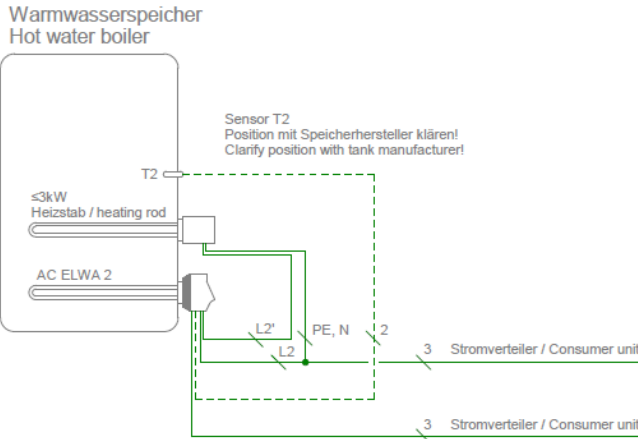 Warmwasserspeicher
Hot water boiler
Sensor T2
Position mit Speicherhersteller klären!
Clarify position with tank manufacturer!
T2
≤3kW
Heizstab / heating rod
AC ELWA 2
L2'
PE, N
2
L2
3 Stromverteiler / Consumer unit
3 Stromverteiler / Consumer unit